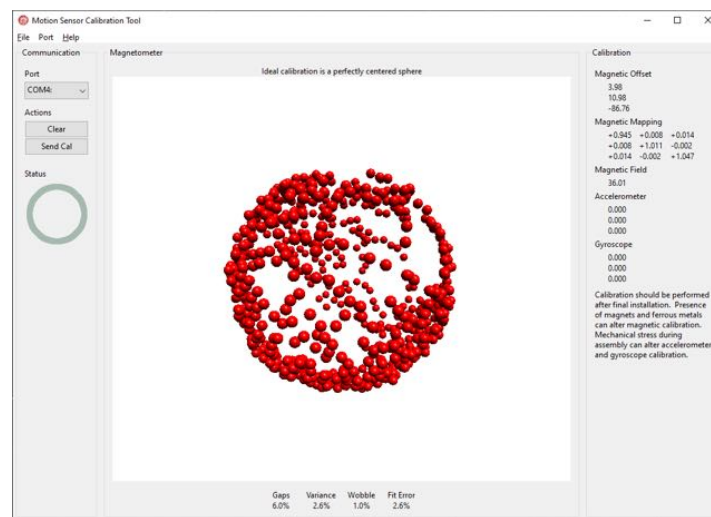 Motion Sensor Calibration Tool
File Port Help
Communication
Port
COM4:
Actions
Clear
Send Cal
Status
Magnetometer
Ideal calibration is a perfectly centered sphere
Gaps Variance Wobble Fit Error
6.0% 2.6% 1.0% 2.6%
Calibration
Magnetic Offset
3.98
10.98
-86.76
Magnetic Mapping
+0.945 +0.008 +0.014
+0.008 +1.011 -0.002
+0.014 -0.002 +1.047
Magnetic Field
36.01
Accelerometer
0.000
0.000
0.000
Gyroscope
0.000
0.000
0.000
Calibration should be performed
after final installation. Presence
of magnets and ferrous metals
can alter magnetic calibration.
Mechanical stress during
assembly can alter accelerometer
and gyroscope calibration.